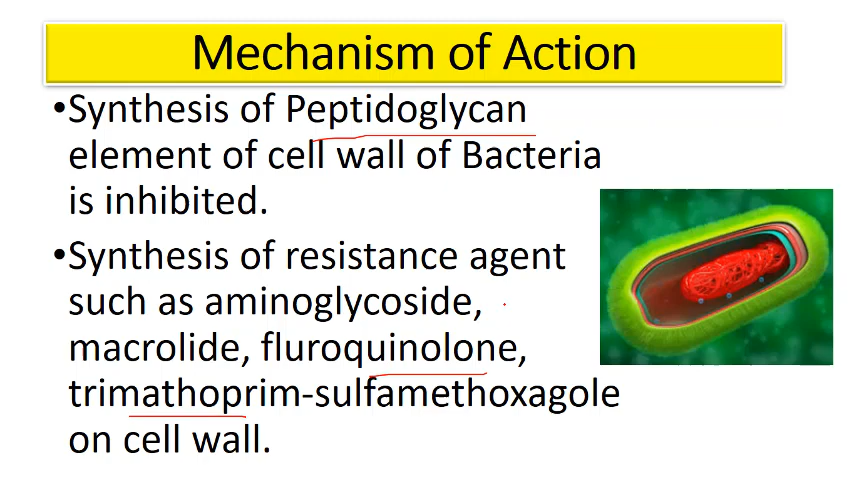 Mechanism of Action
•Synthesis of Peptidoglycan
element of cell wall of Bacteria
is inhibited.
•Synthesis of resistance agent
such as aminoglycoside,
macrolide, fluroquinolone,
trimathoprim-sulfamethoxagole
on cell wall.